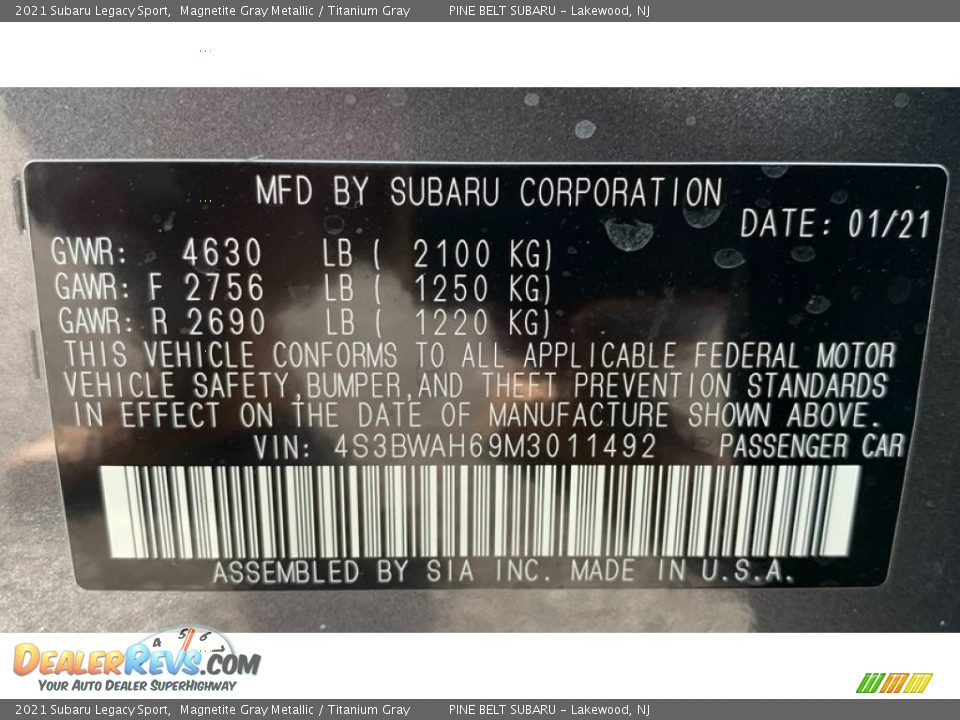 2021 Subaru Legacy Sport,  Magnetite Gray Metallic / Titanium Gray          PINE BELT SUBARU – Lakewood, NJ
MFD BY SUBARU CORPORATION
DATE: 01/21
GVWR: 4630 LB ( 2100 KG)
GAWR: F 2756 LB ( 1250 KG)
GAWR: R 2690 LB ( 1220 KG)
THIS VEHICLE CONFORMS TO ALL APPLICABLE FEDERAL MOTOR
VEHICLE SAFETY,BUMPER,AND THEFT PREVENTION STANDARDS
IN EFFECT ON THE DATE OF MANUFACTURE SHOWN ABOVE.
VIN: 4S3BWAH69M3011492 PASSENGER CAR
ASSEMBLED BY SIA INC. MADE IN U.S.A.
4 5 6 7
DEALERREVS.COM
YOUR AUTO DEALER SUPERHIGHWAY
2021 Subaru Legacy Sport,  Magnetite Gray Metallic / Titanium Gray          PINE BELT SUBARU – Lakewood, NJ